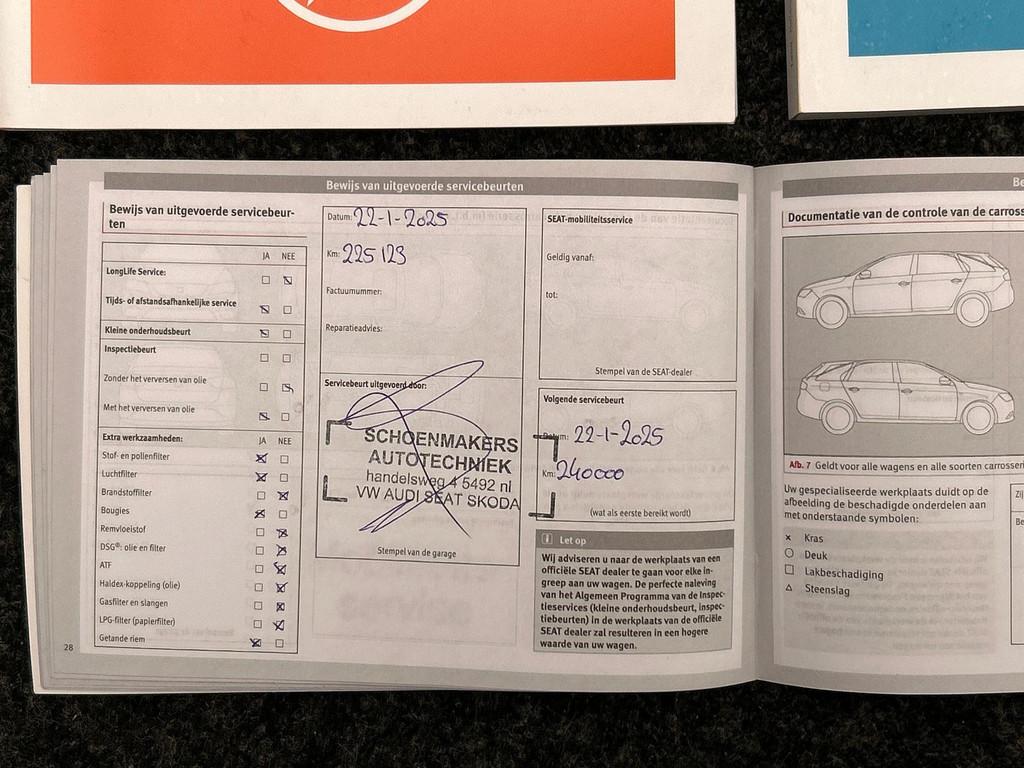 Bewijs van uitgevoerde servicebeurten
Bewijs van uitgevoerde servicebeur-
ten
JA NEE
LongLife Service:
Tijds- of afstandsafhankelijke service
Kleine onderhoudsbeurt
Inspectiebeurt
Zonder het verversen van olie
Met het verversen van olie
Extra werkzaamheden: JA NEE
Stof- en pollenfilter
Luchtfilter
Brandstoffilter
Bougies
Remvloeistof
DSG®: olie en filter
ATF
Haldex-koppeling (olie)
Gasfilter en slangen
LPG-filter (papierfilter)
Getande riem
28
Datum: 22-1-2025
Km: 225 123
Factuurnummer:
Reparatieadvies:
Servicebeurt uitgevoerd door:
SCHOENMAKERS
AUTOTECHNIEK
handelsweg 4 5492 nl
VW AUDI SEAT SKODA
Stempel van de garage
SEAT-mobiliteitsservice
Geldig vanaf:
tot:
Stempel van de SEAT-dealer
Volgende servicebeurt
Datum: 22-1-2025
Km: 240000
(wat als eerste bereikt wordt)
Let op
Wij adviseren u naar de werkplaats van een
officiële SEAT dealer te gaan voor elke in-
greep aan uw wagen. De perfecte naleving
van het Algemeen Programma van de Inspec-
tieservices (kleine onderhoudsbeurt, inspec-
tiebeurten) in de werkplaats van de officiële
SEAT dealer zal resulteren in een hogere
waarde van uw wagen.
Be
Documentatie van de controle van de carross
Afb. 7 Geldt voor alle wagens en alle soorten carrosseri
Uw gespecialiseerde werkplaats duidt op de
afbeelding de beschadigde onderdelen aan
met onderstaande symbolen:
Kras
Deuk
Lakbeschadiging
Steenslag
Zij
Be